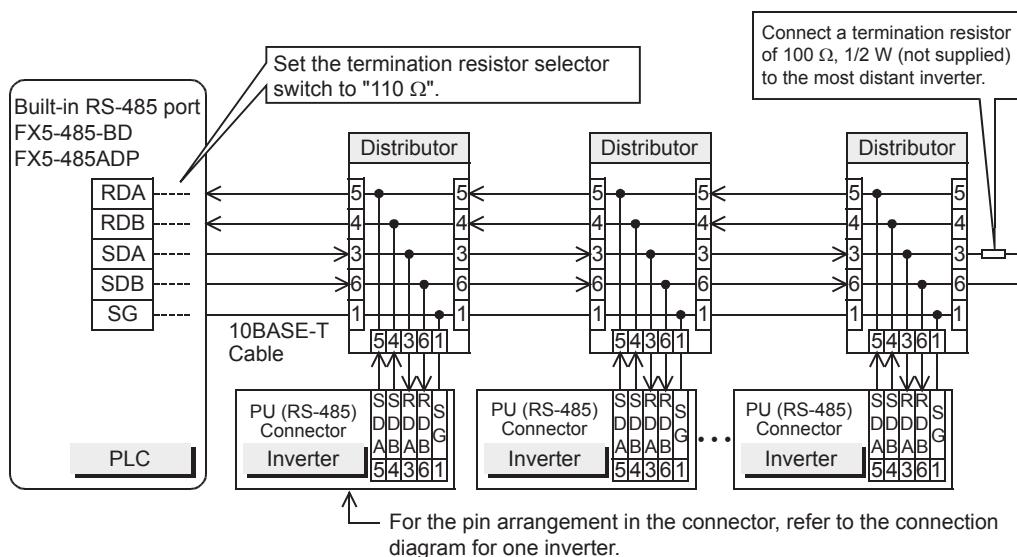 Connect a termination resistor
of 100 Ω, 1/2 W (not supplied)
to the most distant inverter.
Set the termination resistor selector
switch to "110 Ω".
Built-in RS-485 port
FX5-485-BD
FX5-485ADP
RDA
RDB
SDA
SDB
SG
PLC
10BASE-T
Cable
Distributor
5 5
4 4
3 3
6 6
1 1
5 4 3 6 1
Distributor
5 5
4 4
3 3
6 6
1 1
5 4 3 6 1
Distributor
5 5
4 4
3 3
6 6
1 1
5 4 3 6 1
PU (RS-485)
Connector
Inverter
SDA SDB RDA RDB SG
5 4 3 6 1
PU (RS-485)
Connector
Inverter
SDA SDB RDA RDB SG
5 4 3 6 1
...
PU (RS-485)
Connector
Inverter
SDA SDB RDA RDB SG
5 4 3 6 1
For the pin arrangement in the connector, refer to the connection
diagram for one inverter.